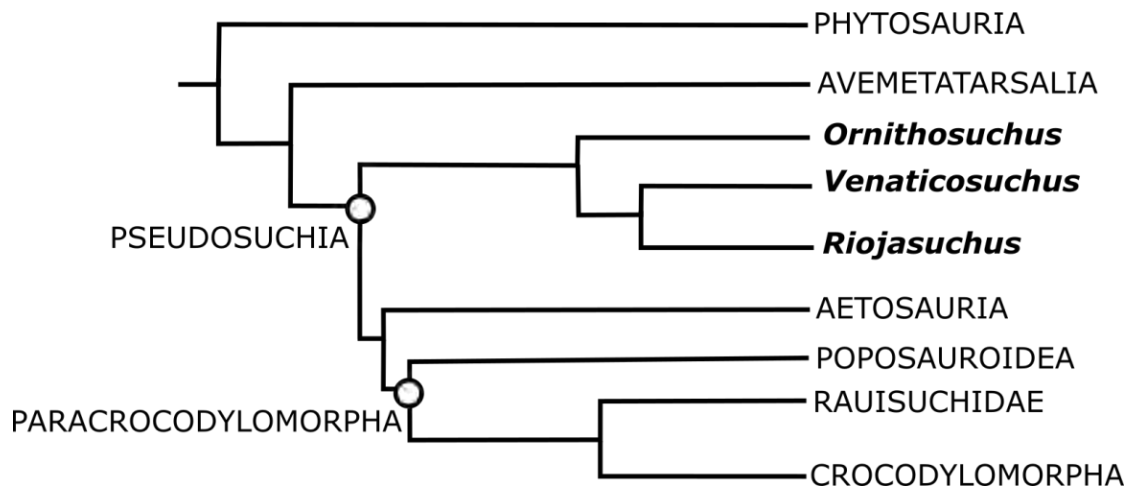 PHYTOSAURIA
AVEMETATARSALIA
Ornithosuchus
Venaticosuchus
PSEUDOSUCHIA
Riojasuchus
AETOSAURIA
POPOSAUROIDEA
RAUISUCHIDAE
PARACROCODYLOMORPHA
CROCODYLOMORPHA